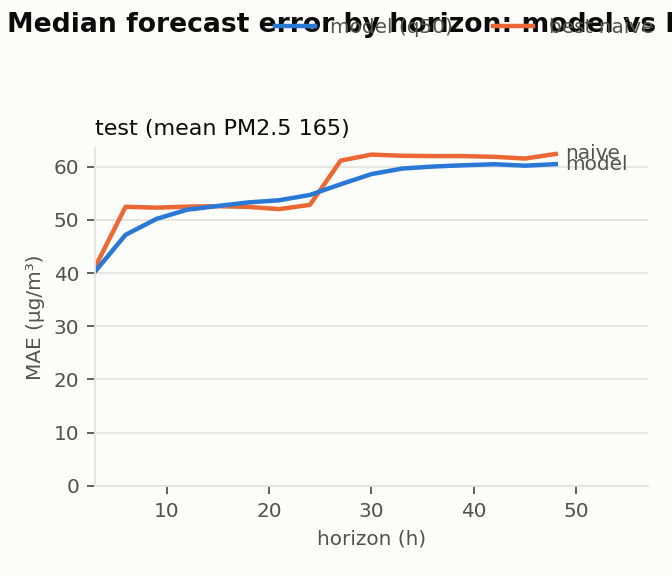 Median forecast error by horizon: model vs
model (q50)
best naive
test (mean PM2.5 165)
naive
model
60
50
40
30
20
10
0
MAE (µg/m³)
10 20 30 40 50
horizon (h)